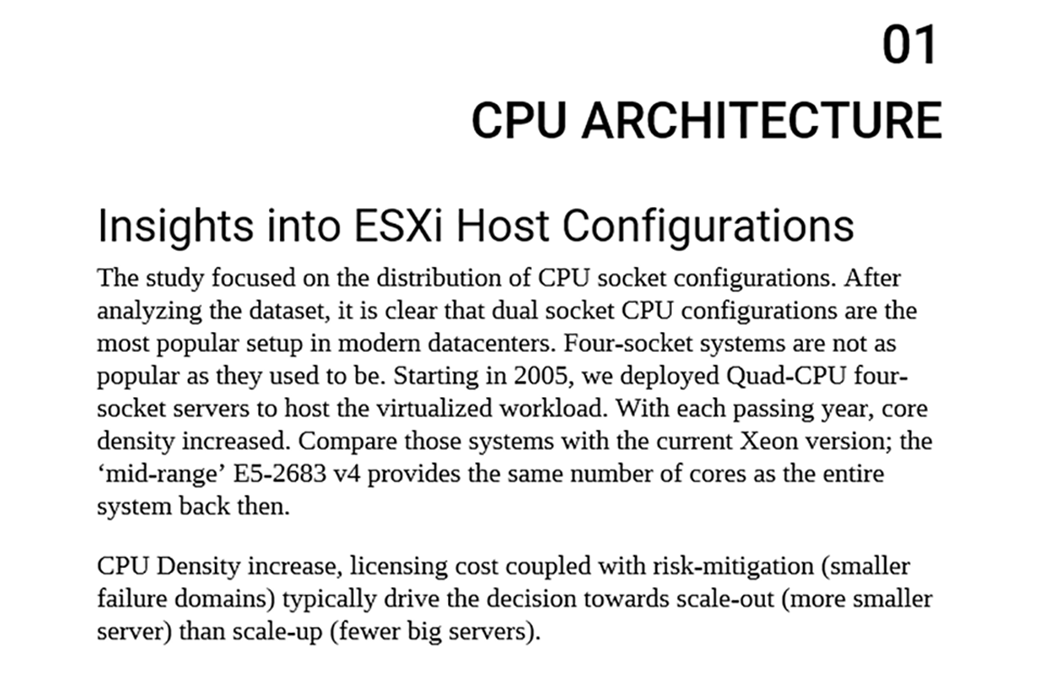 01
CPU ARCHITECTURE
Insights into ESXi Host Configurations
The study focused on the distribution of CPU socket configurations. After
analyzing the dataset, it is clear that dual socket CPU configurations are the
most popular setup in modern datacenters. Four-socket systems are not as
popular as they used to be. Starting in 2005, we deployed Quad-CPU four-
socket servers to host the virtualized workload. With each passing year, core
density increased. Compare those systems with the current Xeon version; the
‘mid-range’ E5-2683 v4 provides the same number of cores as the entire
system back then.
CPU Density increase, licensing cost coupled with risk-mitigation (smaller
failure domains) typically drive the decision towards scale-out (more smaller
server) than scale-up (fewer big servers).